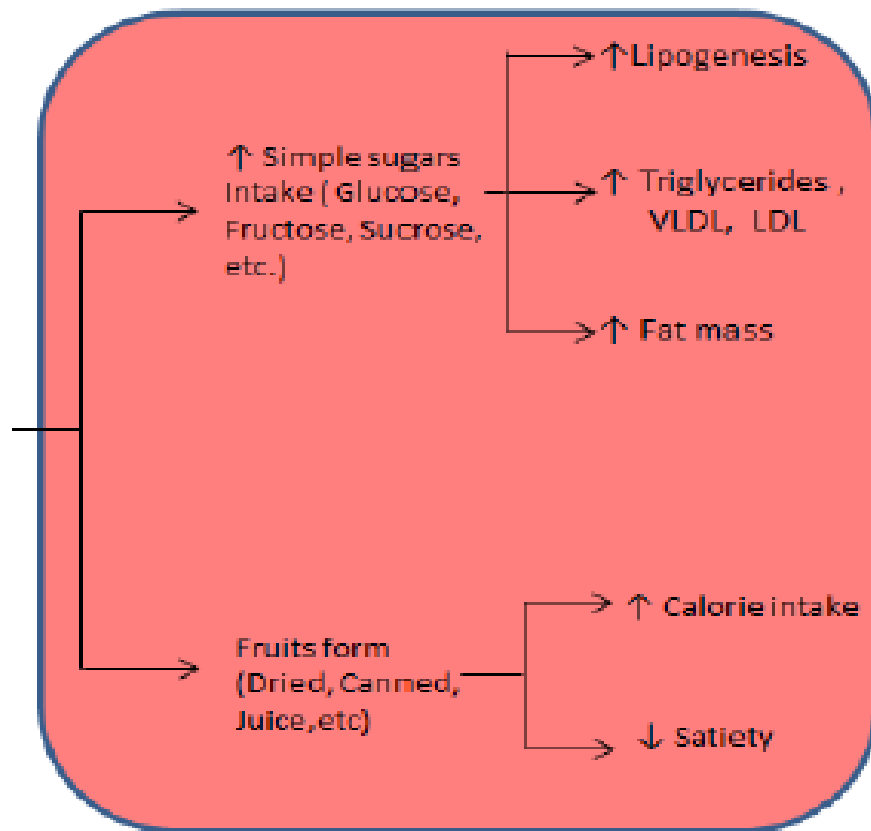 ↑Lipogenesis
↑ Simple sugars
Intake ( Glucose,
Fructose, Sucrose,
etc.)
↑ Triglycerides ,
VLDL, LDL
↑ Fat mass
Fruits form
(Dried, Canmed,
Juice,etc)
↑ Calorie intake
↓ Satiety